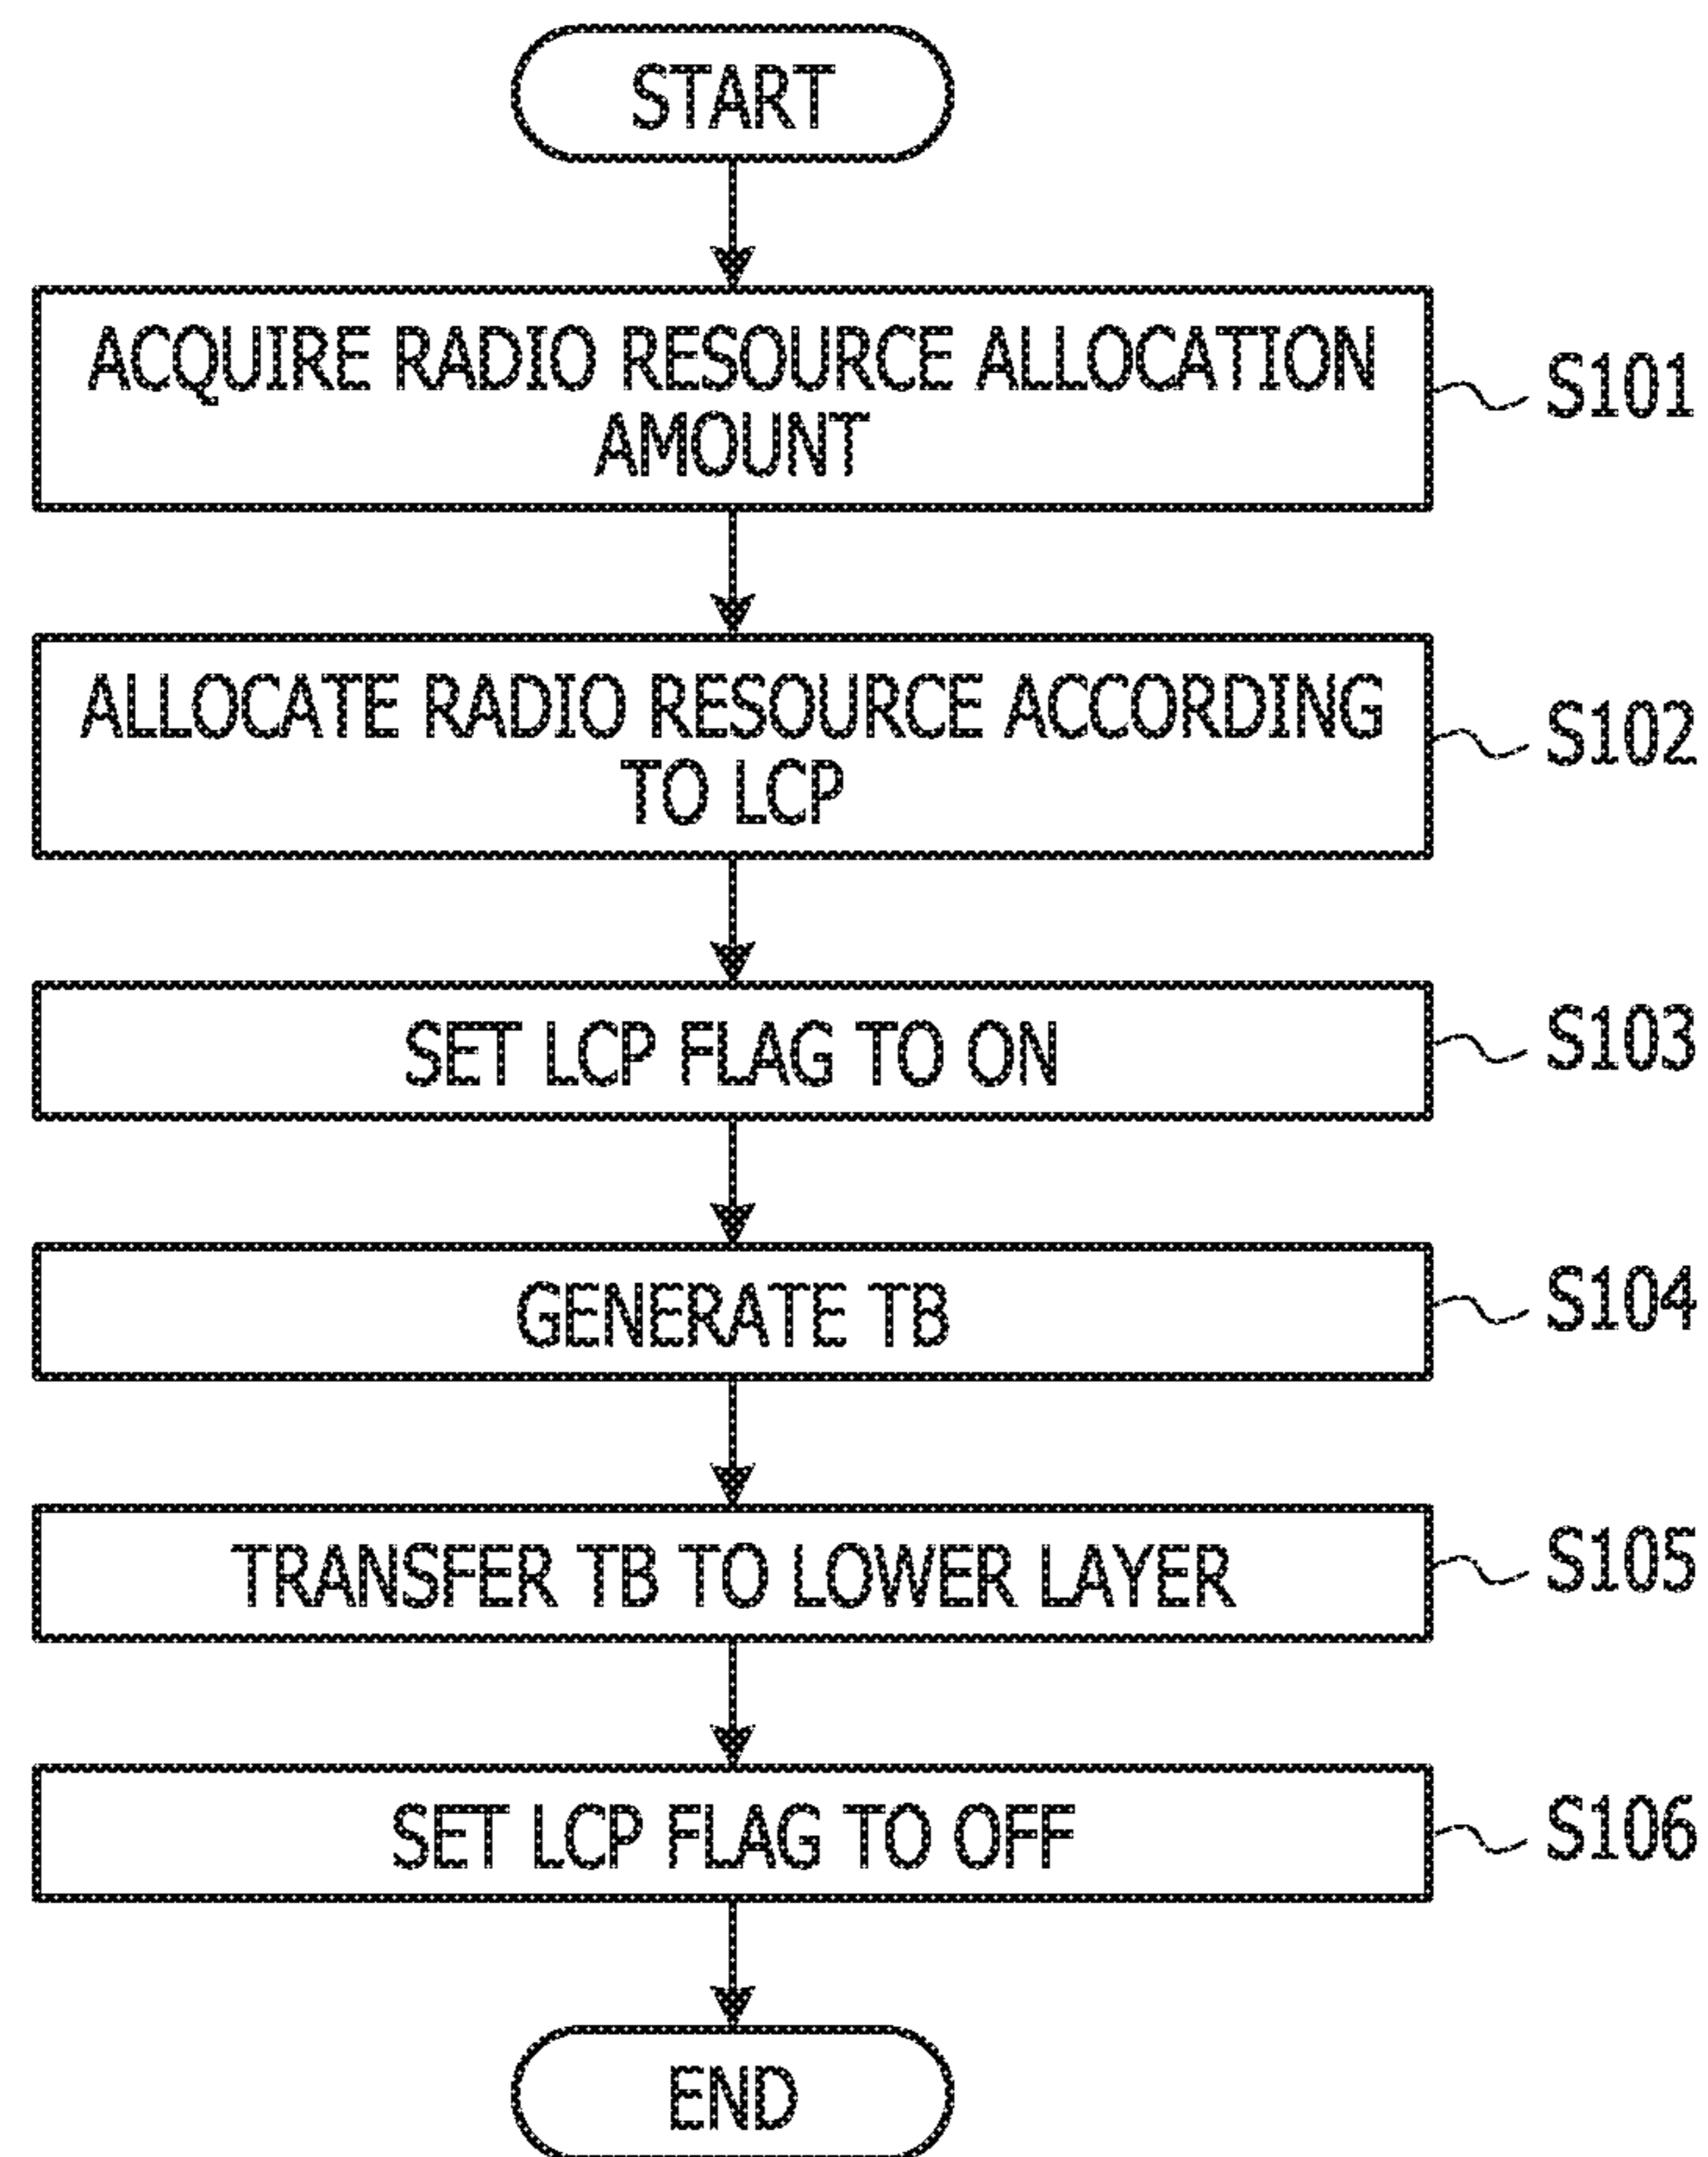 START
ACQUIRE RADIO RESOURCE ALLOCATION
AMOUNT
S101
ALLOCATE RADIO RESOURCE ACCORDING
TO LCP
S102
SET LCP FLAG TO ON
S103
GENERATE TB
S104
TRANSFER TB TO LOWER LAYER
S105
SET LCP FLAG TO OFF
S106
END